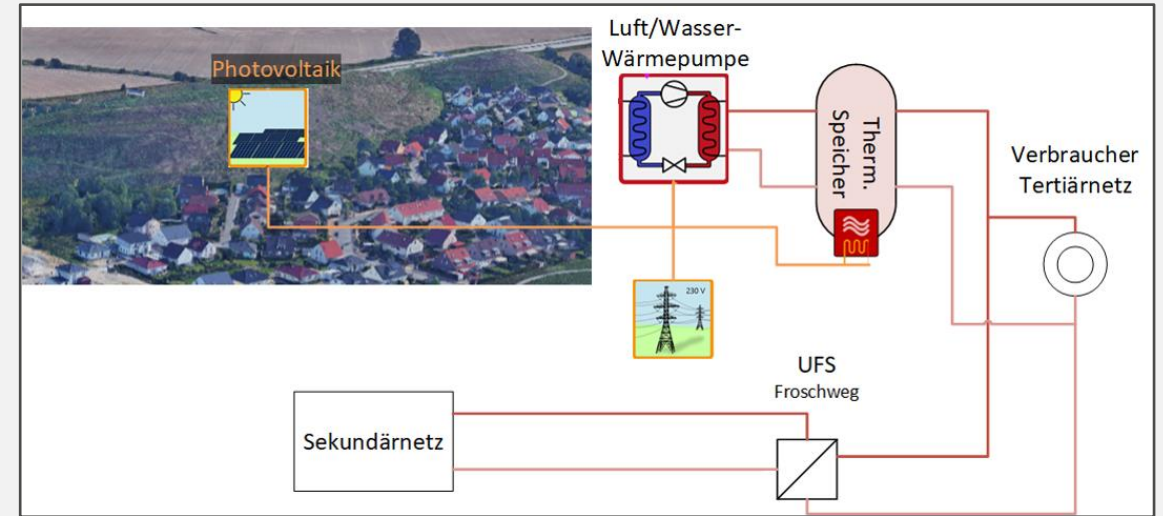 Photovoltaik
Luft/Wasser-
Wärmepumpe
Therm.
Speicher
Verbraucher
Tertiärnetz
230 V
UFS
Froschweg
Sekundärnetz